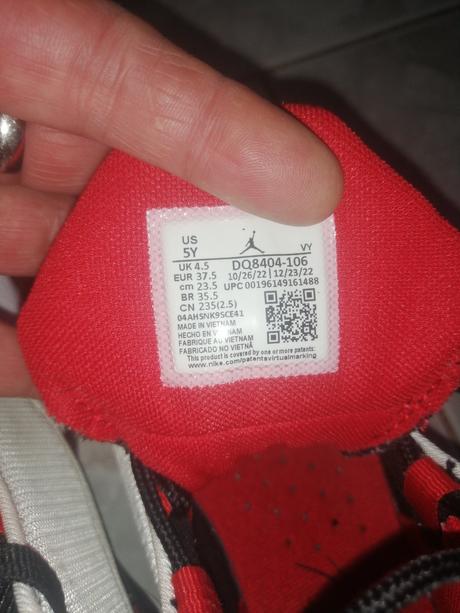 US
5Y
VY
UK 4.5
EUR 37.5
cm 23.5
BR 35.5
CN 235(2.5)
DQ8404-106
10/26/22 | 12/23/22
UPC 00196149161488
04AHSNK9SCE41
MADE IN VIETNAM
HECHO EN VIETNAM
FABRIQUE AU VIETNAM
FABRICADO NO VIETNÃ
This product is covered by one or more patents:
www.nike.com/patentsvirtualmarking